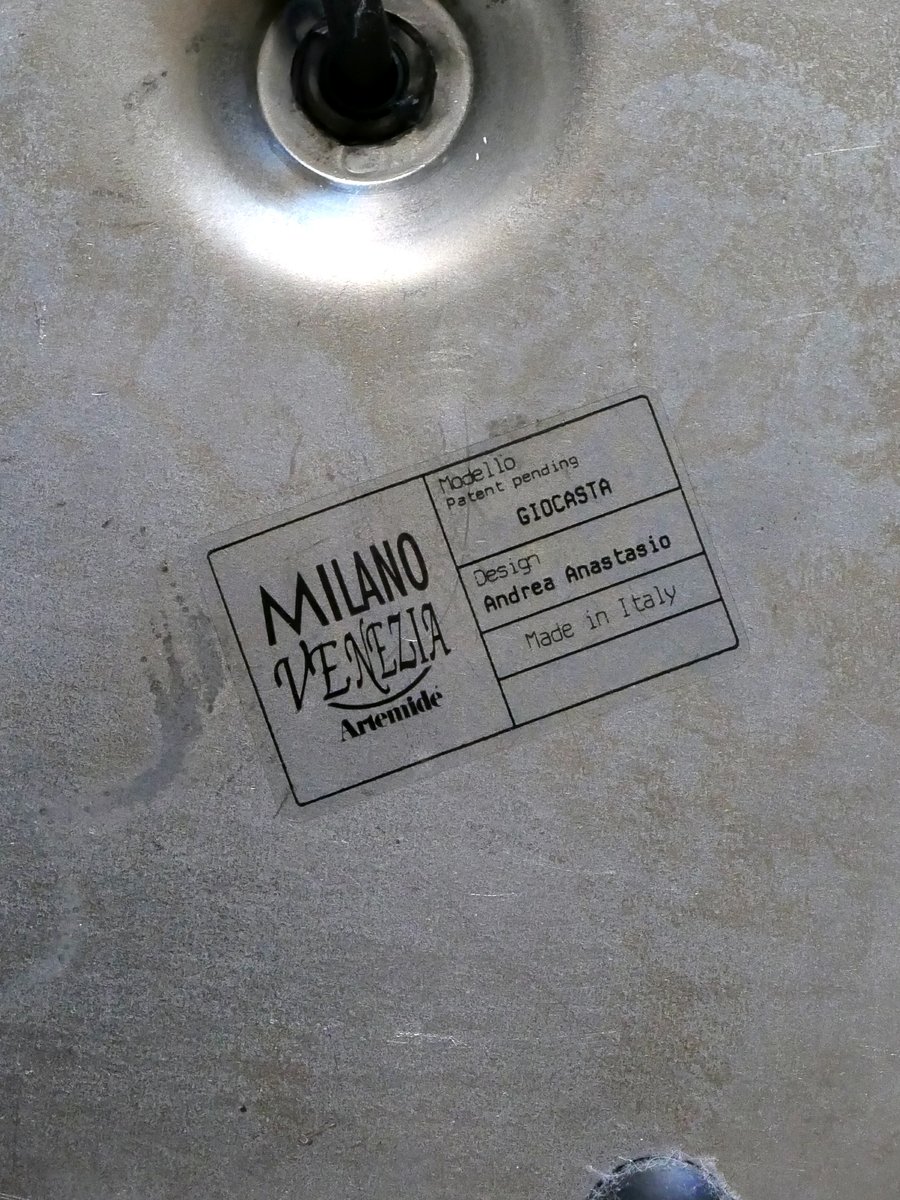 MILANO
VENEZIA
Artemide
Modello
Patent pending
GIOCASTA
Design
Andrea Anastasio
Made in Italy